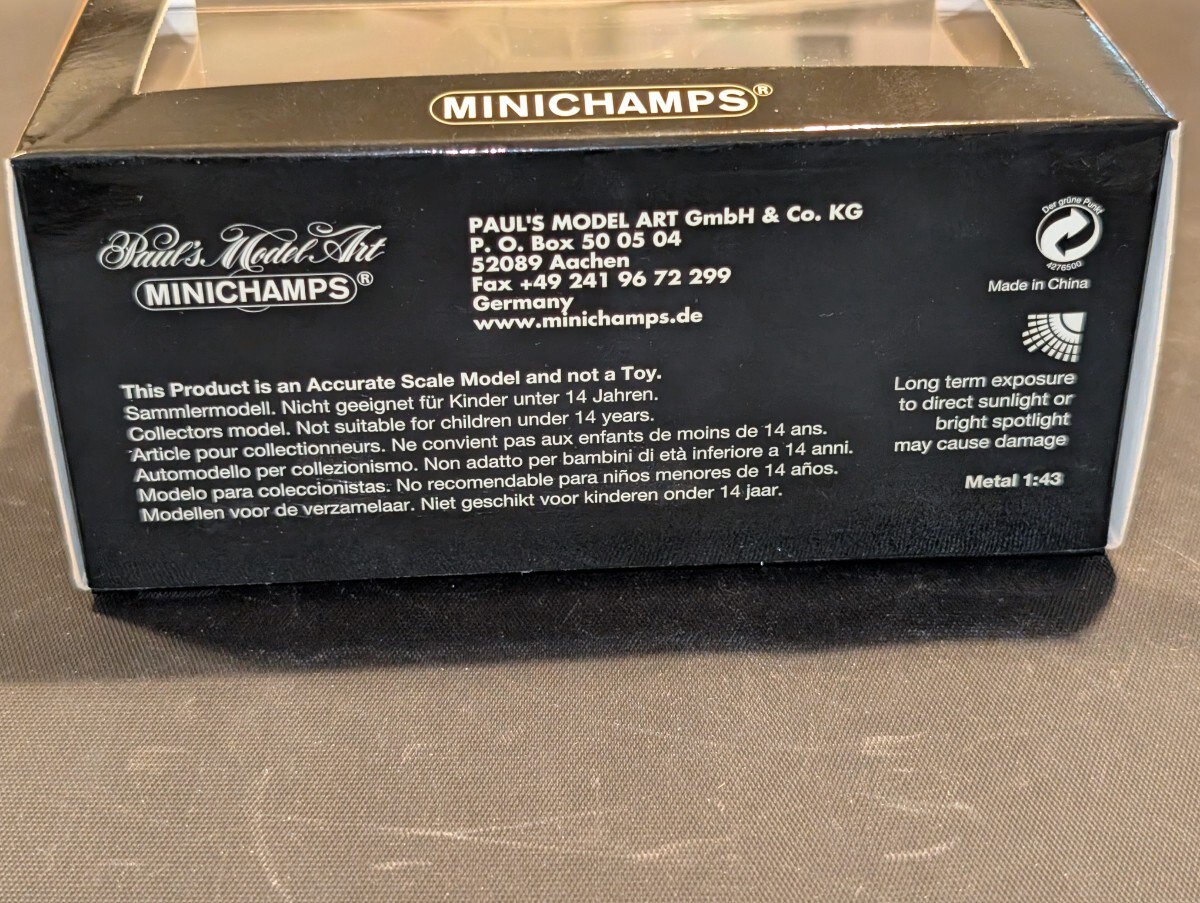 MINICHAMPS®
Paul's Model Art
MINICHAMPS®
PAUL'S MODEL ART GmbH & Co. KG
P. O. Box 50 05 04
52089 Aachen
Fax +49 241 96 72 299
Germany
www.minichamps.de
Der grüne Punkt
4276500
Made in China
This Product is an Accurate Scale Model and not a Toy.
Sammlermodell. Nicht geeignet für Kinder unter 14 Jahren.
Collectors model. Not suitable for children under 14 years.
Article pour collectionneurs. Ne convient pas aux enfants de moins de 14 ans.
Automodello per collezionismo. Non adatto per bambini di età inferiore a 14 anni.
Modelo para coleccionistas. No recomendable para niños menores de 14 años.
Modellen voor de verzamelaar. Niet geschikt voor kinderen onder 14 jaar.
Long term exposure
to direct sunlight or
bright spotlight
may cause damage
Metal 1:43